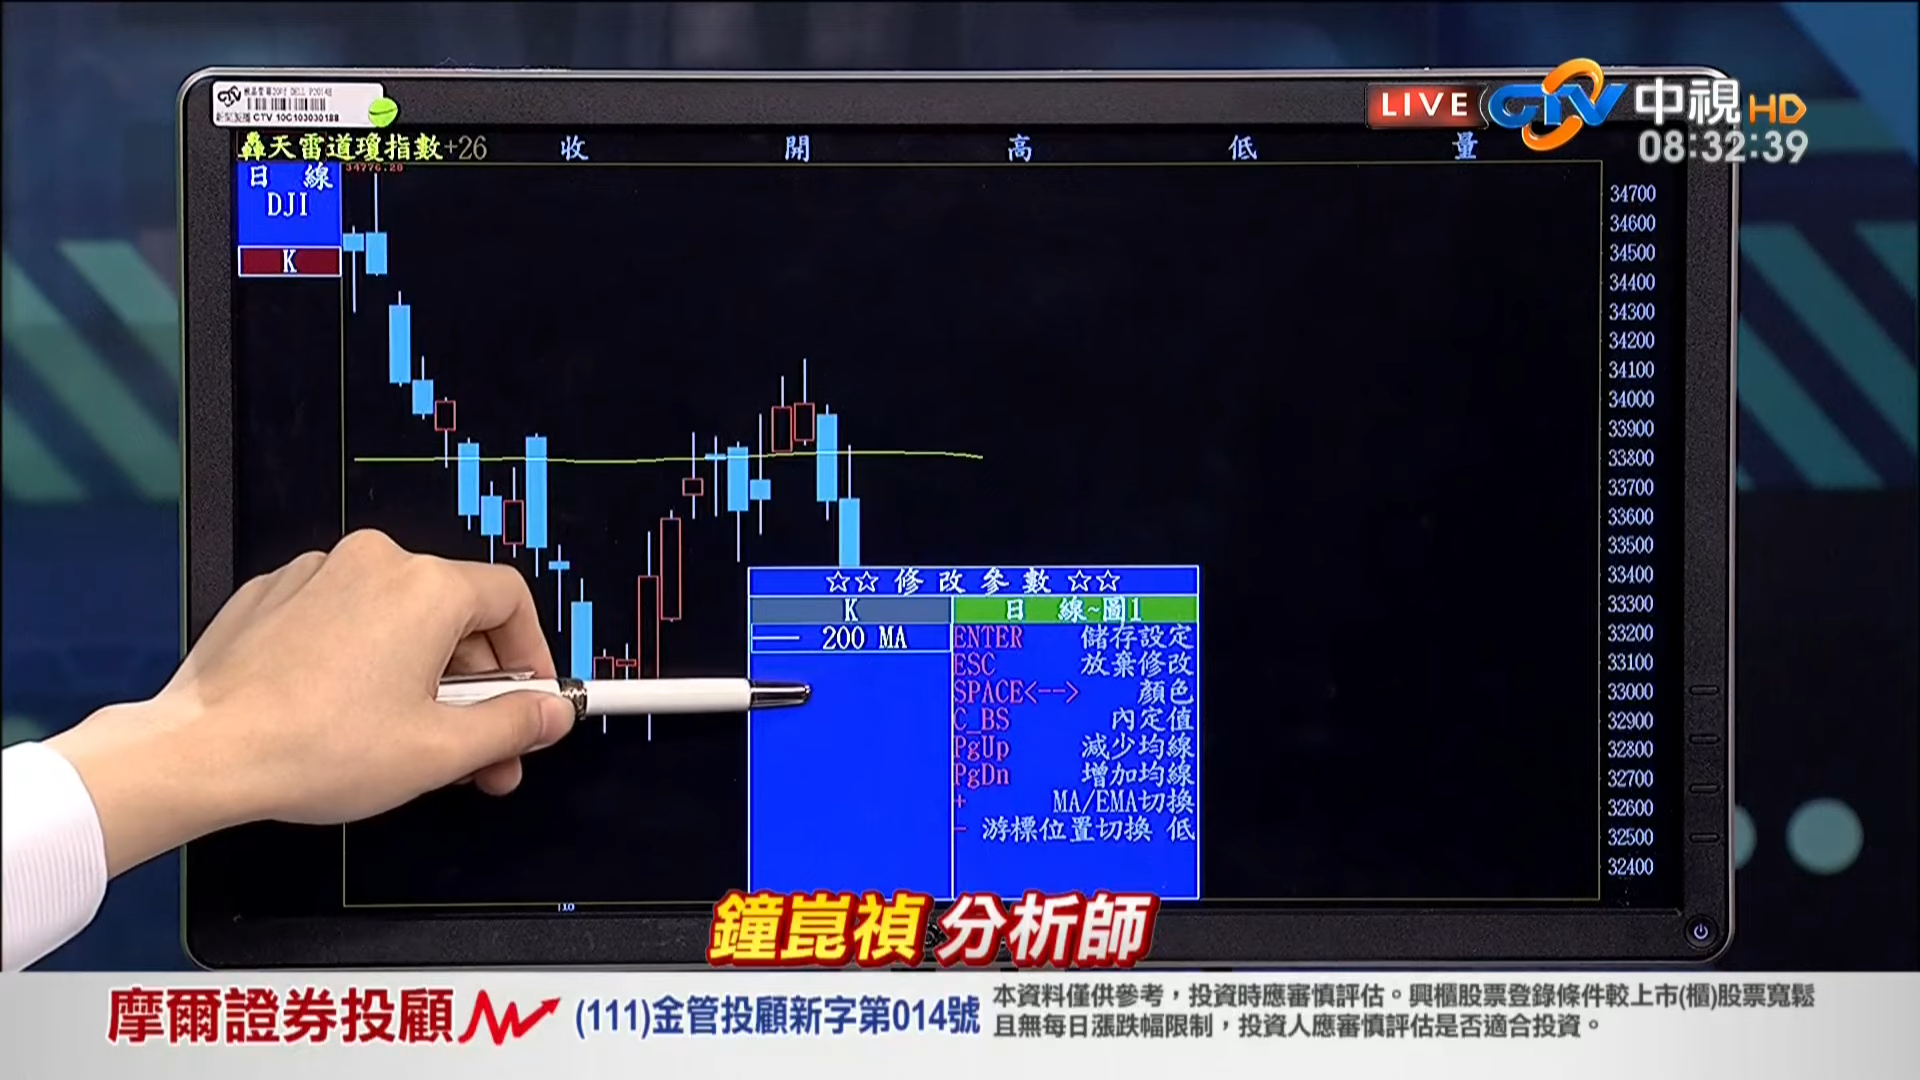 LIVE CTV 中視 HD
08:32:39
CTV 10C103030188
轟天雷道瓊指數+26 收 開 高 低 量
日 線
DJI
K
34776.20
34700
34600
34500
34400
34300
34200
34100
34000
33900
33800
33700
33600
33500
33400
33300
33200
33100
33000
32900
32800
32700
32600
32500
32400
☆☆ 修 改 參 數 ☆☆
K 日 線~圖1
200 MA
ENTER 儲存設定
ESC 放棄修改
SPACE<--> 顏色
C_BS 內定值
PgUp 減少均線
PgDn 增加均線
+ MA/EMA切換
- 游標位置切換 低
10
鐘崑禎 分析師
摩爾證券投顧 (111)金管投顧新字第014號
本資料僅供參考，投資時應審慎評估。興櫃股票登錄條件較上市(櫃)股票寬鬆
且無每日漲跌幅限制，投資人應審慎評估是否適合投資。